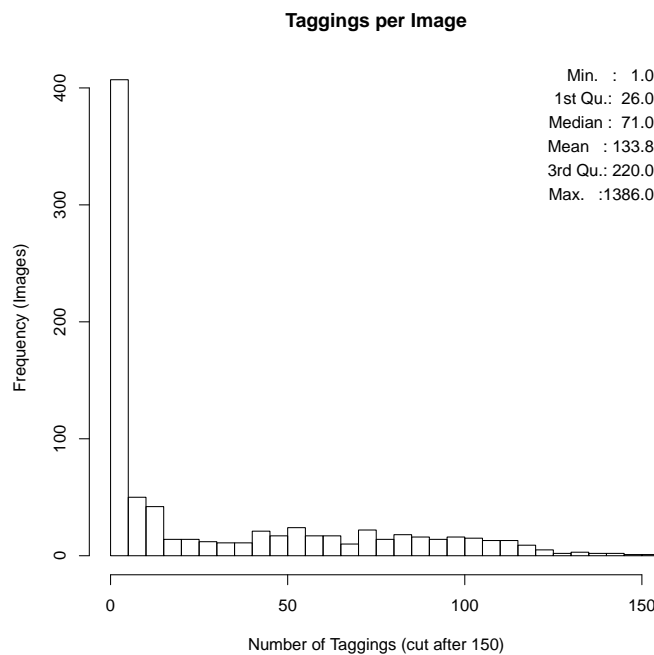 Taggings per Image
Min. : 1.0
1st Qu.: 26.0
Median : 71.0
Mean : 133.8
3rd Qu.: 220.0
Max. :1386.0
400
300
200
100
0
Frequency (Images)
0 50 100 150
Number of Taggings (cut after 150)